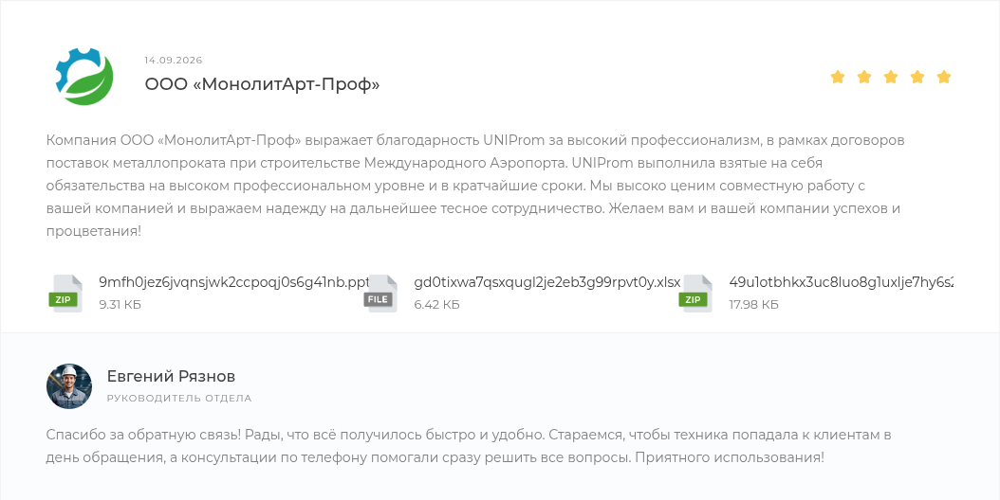 14.09.2026
ООО «МонолитАрт-Проф»
Компания ООО «МонолитАрт-Проф» выражает благодарность UNIProm за высокий профессионализм, в рамках договоров
поставок металлопроката при строительстве Международного Аэропорта. UNIProm выполнила взятые на себя
обязательства на высоком профессиональном уровне и в кратчайшие сроки. Мы высоко ценим совместную работу с
вашей компанией и выражаем надежду на дальнейшее тесное сотрудничество. Желаем вам и вашей компании успехов и
процветания!
ZIP
9mfh0jez6jvqnsjwk2ccpoqj0s6g41nb.ppt
9.31 КБ
FILE
gd0tixwa7qsxqugl2je2eb3g99rpvt0y.xlsx
6.42 КБ
ZIP
49u1otbhkx3uc8luo8g1uxlje7hy6s2
17.98 КБ
Евгений Рязнов
РУКОВОДИТЕЛЬ ОТДЕЛА
Спасибо за обратную связь! Рады, что всё получилось быстро и удобно. Стараемся, чтобы техника попадала к клиентам в
день обращения, а консультации по телефону помогали сразу решить все вопросы. Приятного использования!